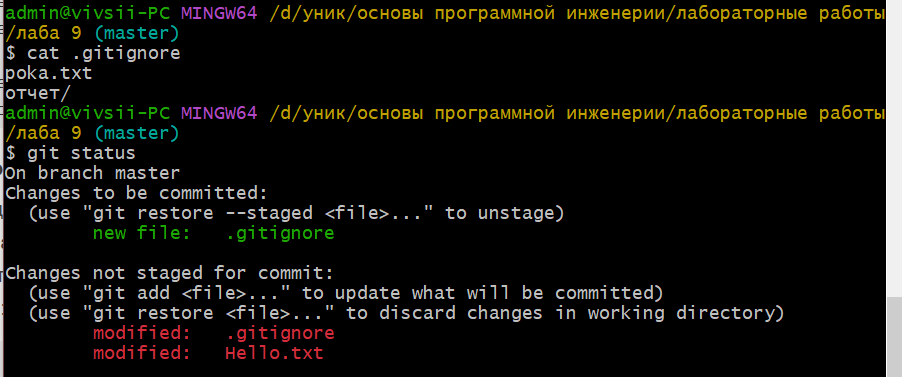 admin@vivsii-PC MINGW64 /d/уник/основы программной инженерии/лабораторные работы
/лаба 9 (master)
$ cat .gitignore
poka.txt
отчет/
admin@vivsii-PC MINGW64 /d/уник/основы программной инженерии/лабораторные работы
/лаба 9 (master)
$ git status
On branch master
Changes to be committed:
  (use "git restore --staged <file>..." to unstage)
        new file:   .gitignore

Changes not staged for commit:
  (use "git add <file>..." to update what will be committed)
  (use "git restore <file>..." to discard changes in working directory)
        modified:   .gitignore
        modified:   Hello.txt